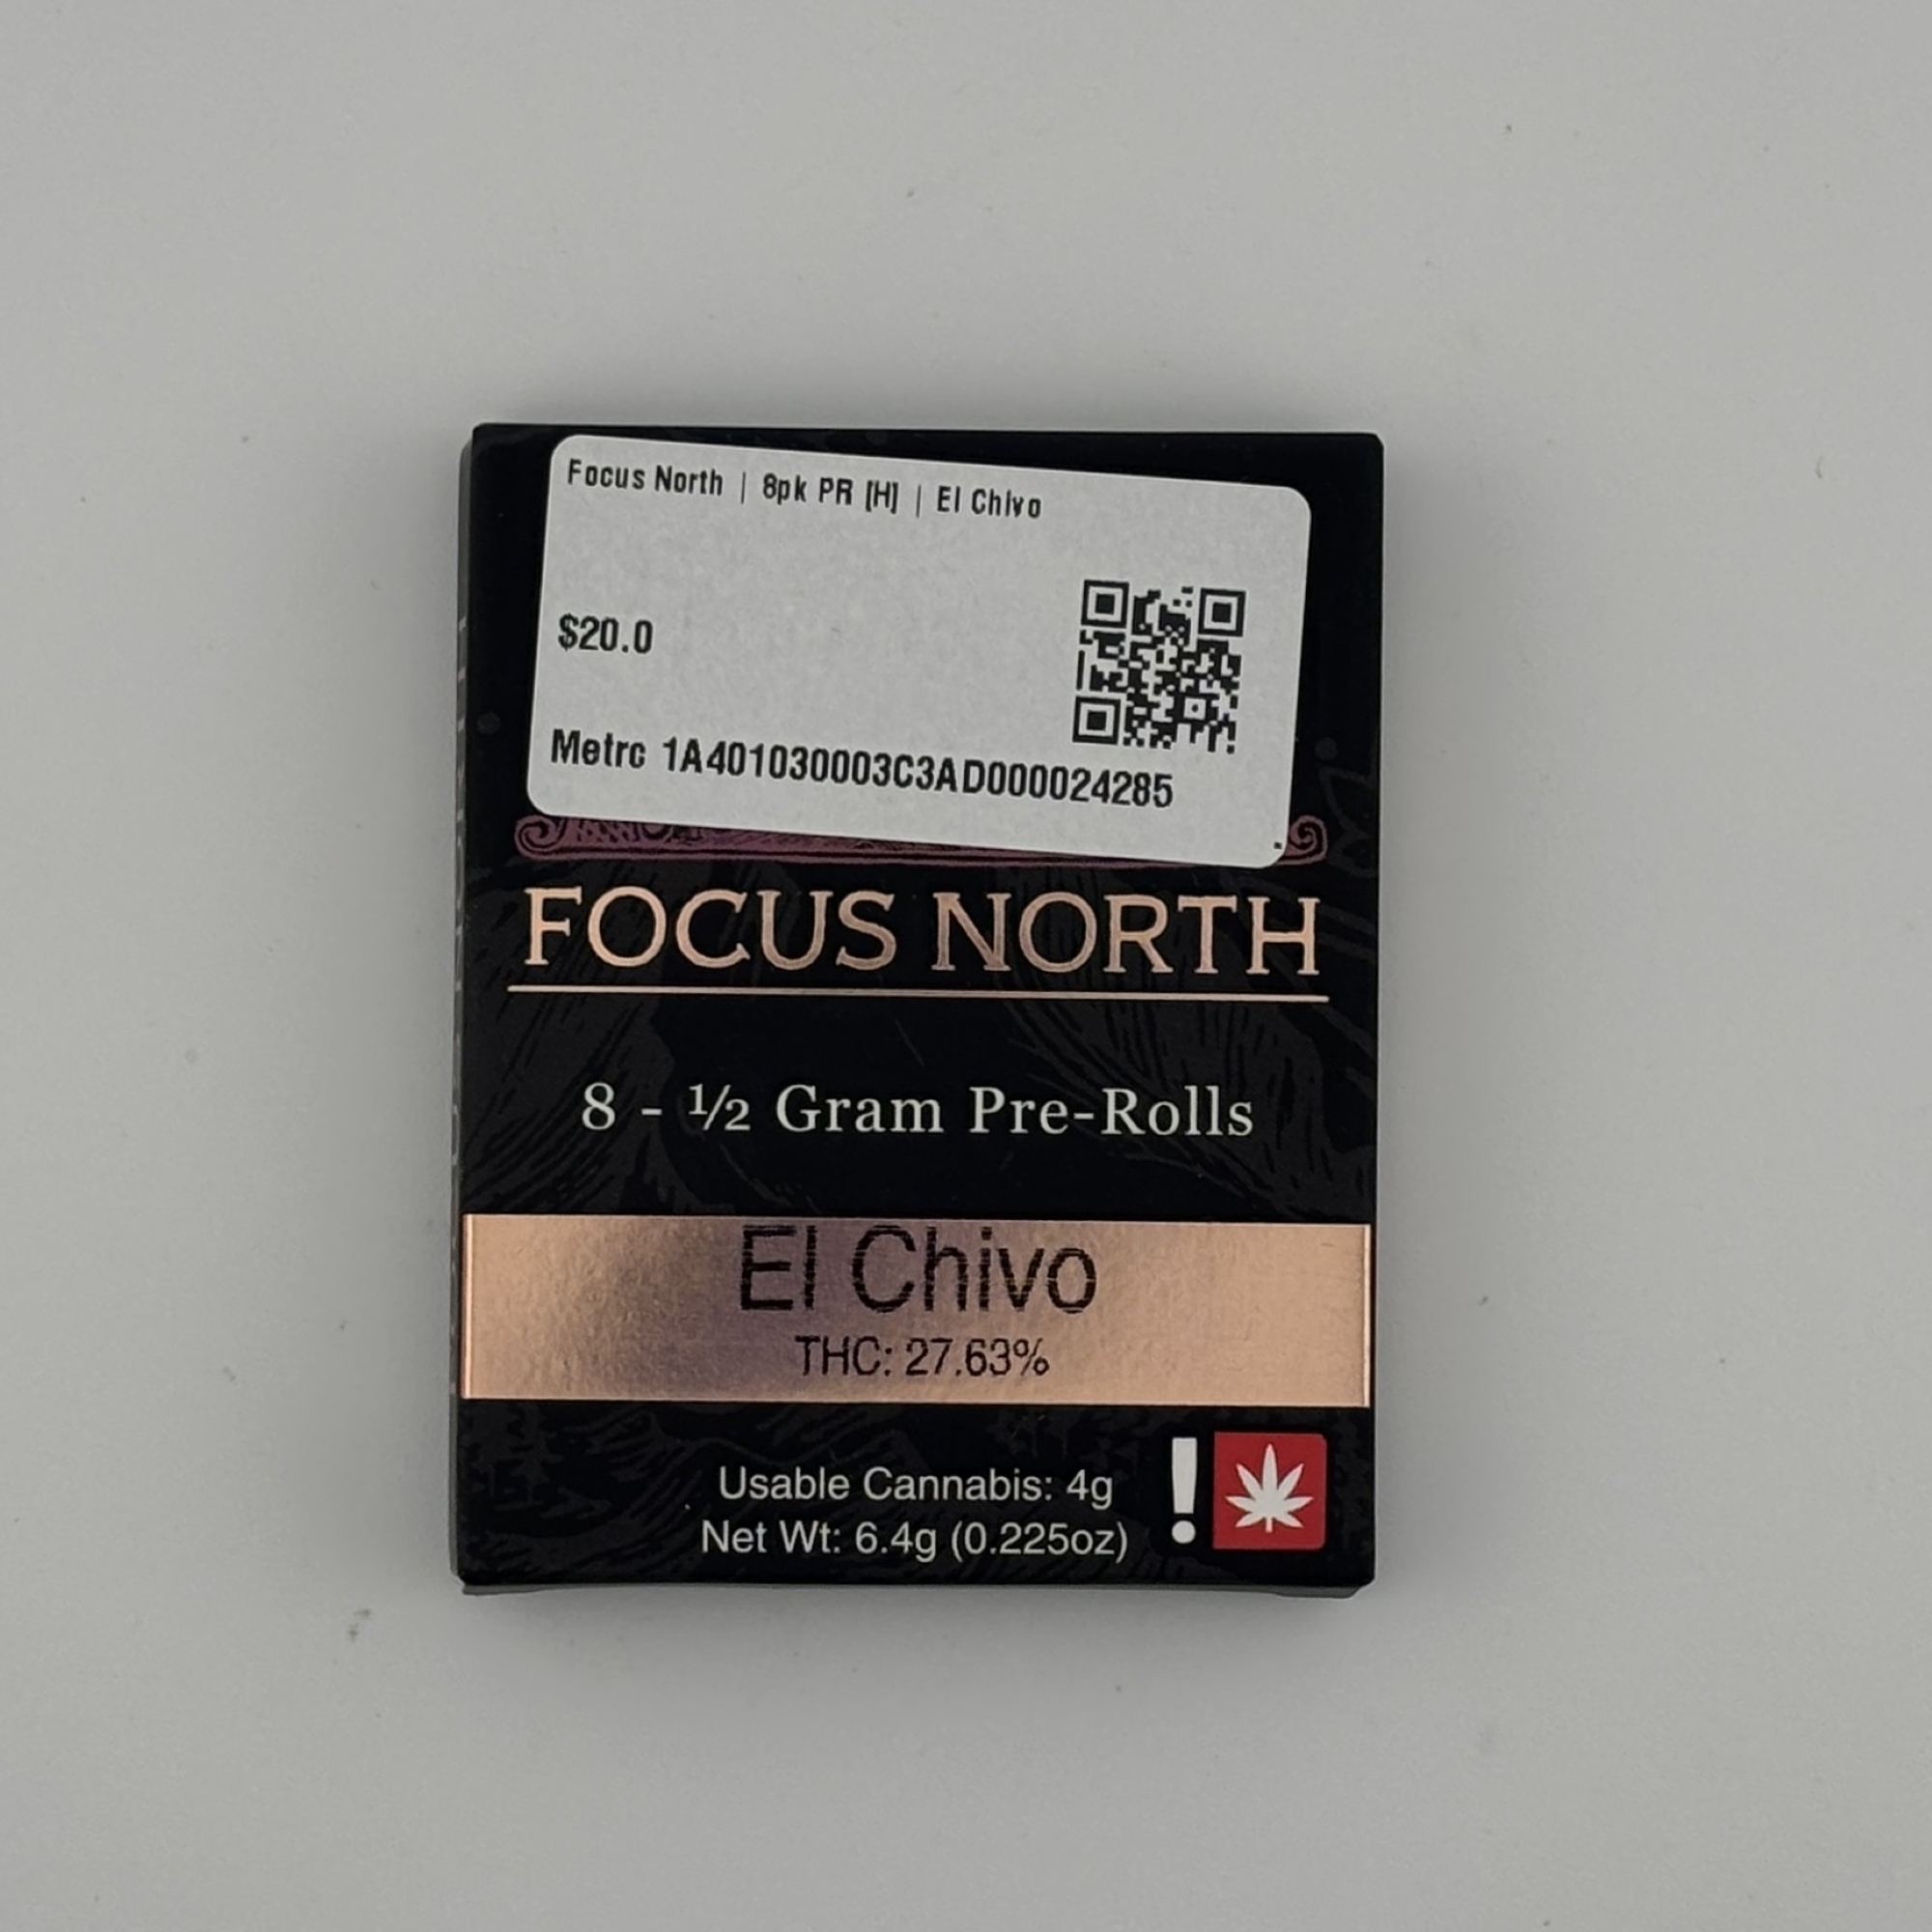 Focus North | 8pk PR [H] | El Chivo
$20.0
Metrc 1A401030003C3AD000024285
FOCUS NORTH
8 - ½ Gram Pre-Rolls
El Chivo
THC: 27.63%
Usable Cannabis: 4g
Net Wt: 6.4g (0.225oz)